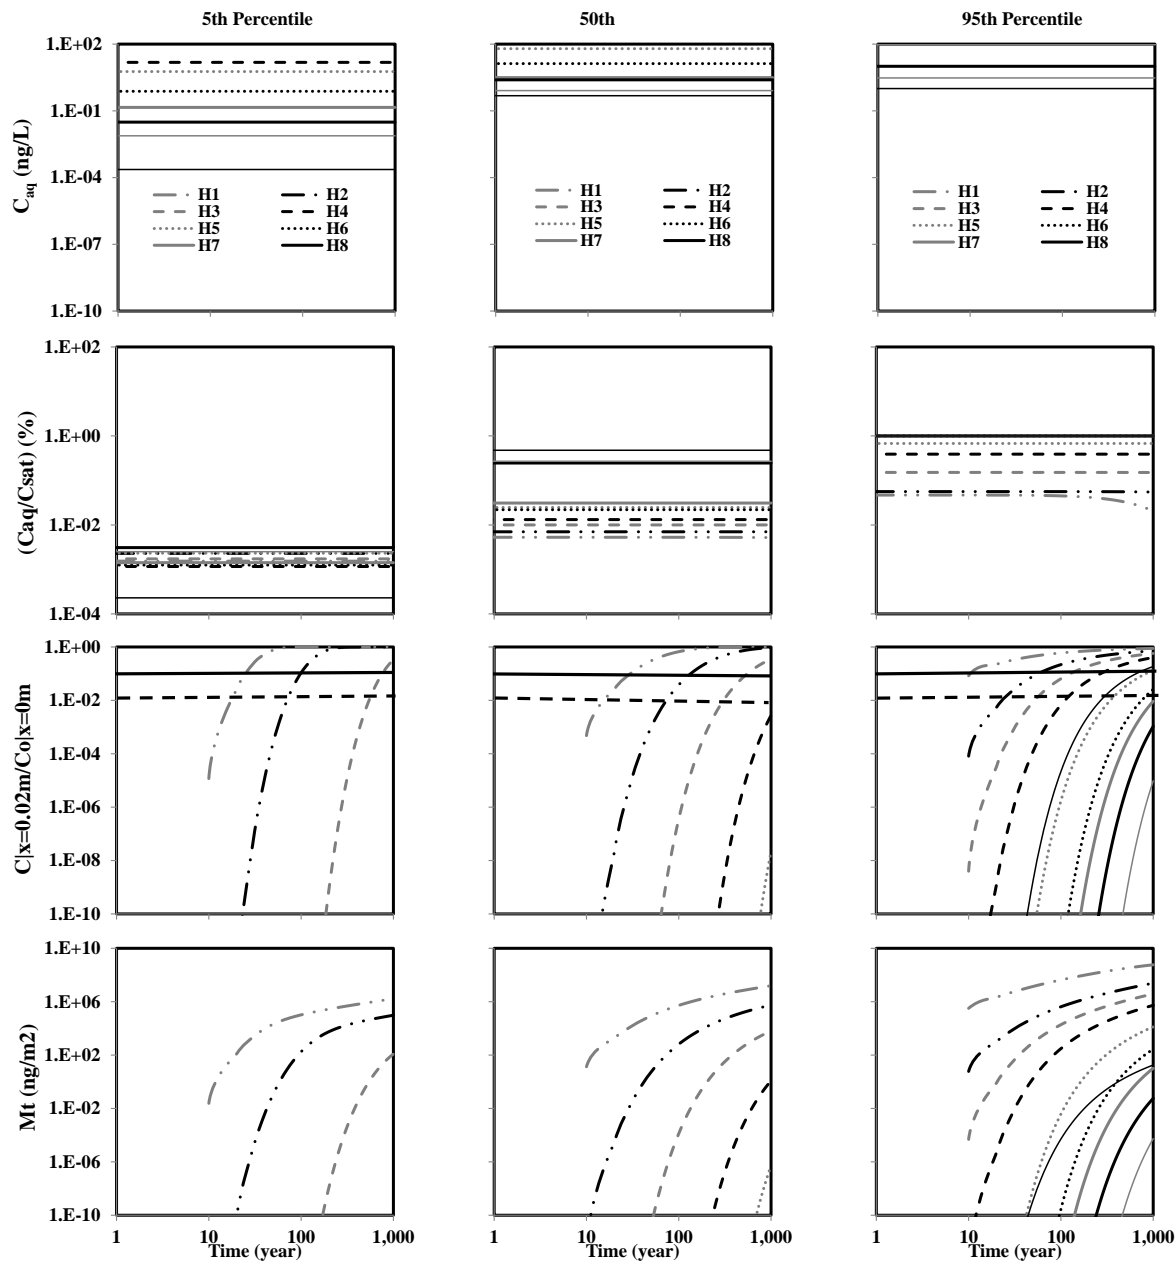 5th Percentile
50th
95th Percentile
C_aq (ng/L)
1.E+02
1.E-01
1.E-04
1.E-07
1.E-10
H1 H2
H3 H4
H5 H6
H7 H8
H1 H2
H3 H4
H5 H6
H7 H8
H1 H2
H3 H4
H5 H6
H7 H8
(Caq/Csat) (%)
1.E+02
1.E+00
1.E-02
1.E-04
C|x=0.02m/Co|x=0m
1.E+00
1.E-02
1.E-04
1.E-06
1.E-08
1.E-10
Mt (ng/m2)
1.E+10
1.E+06
1.E+02
1.E-02
1.E-06
1.E-10
1 10 100 1,000
Time (year)
1 10 100 1,000
Time (year)
1 10 100 1,000
Time (year)